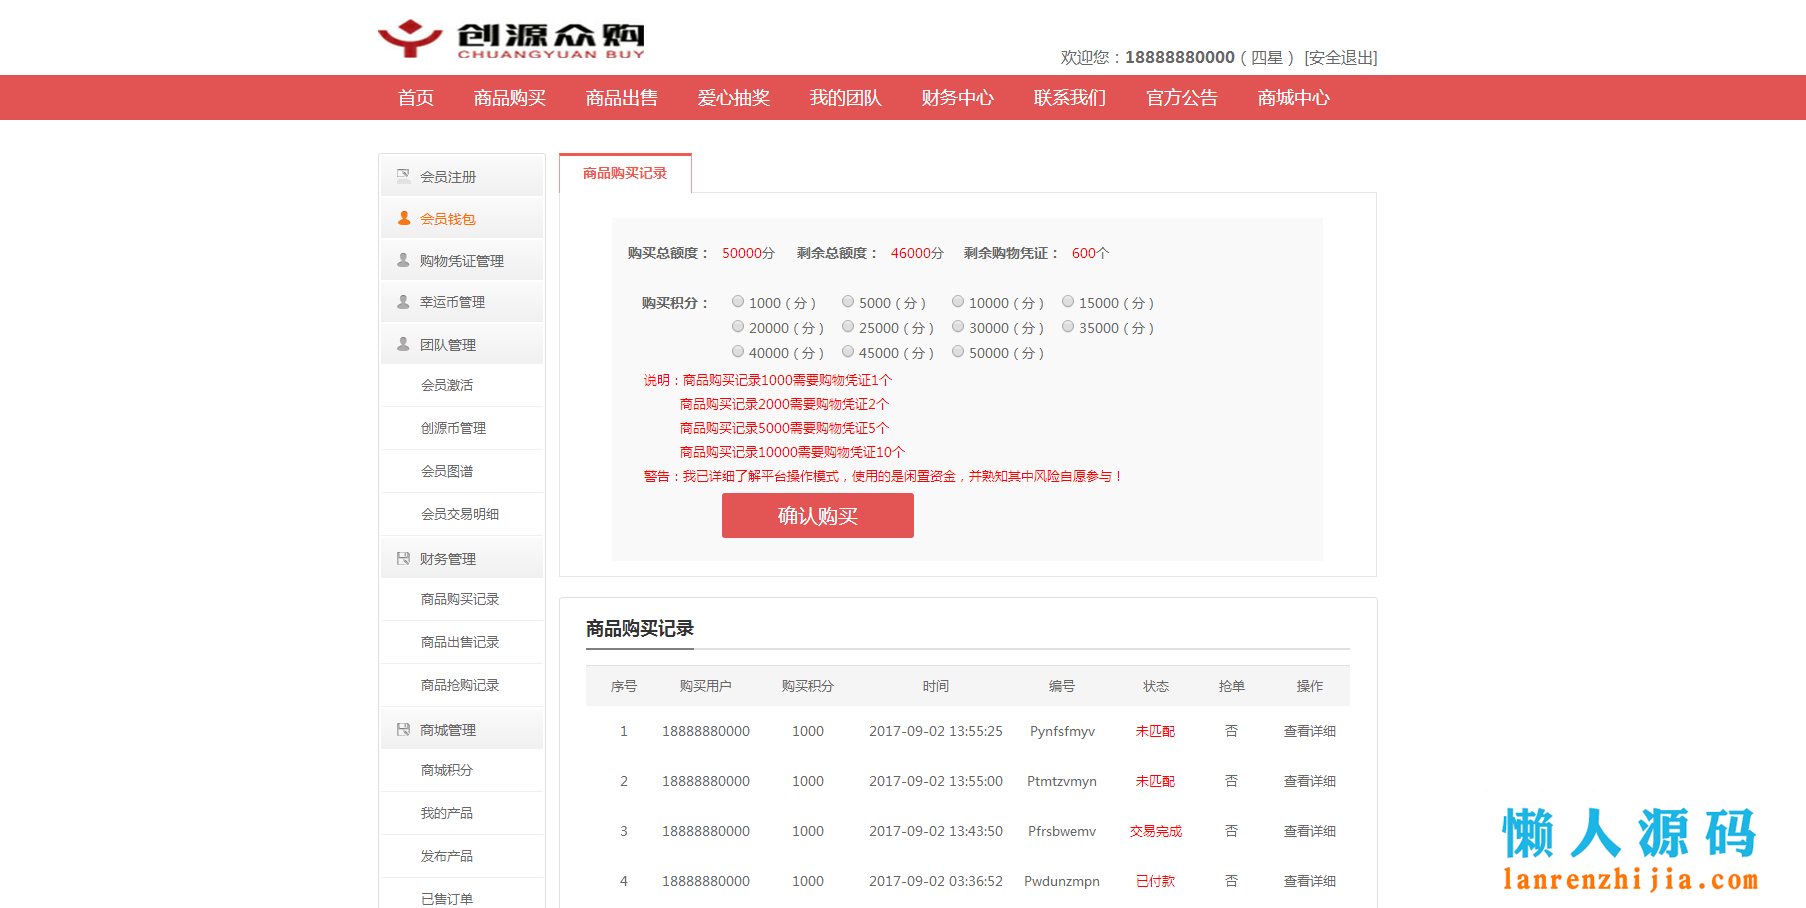 创源众购
CHUANGYUAN BUY
欢迎您：18888880000（四星） [安全退出]
首页 商品购买 商品出售 爱心抽奖 我的团队 财务中心 联系我们 官方公告 商城中心
会员注册
会员钱包
购物凭证管理
幸运币管理
团队管理
会员激活
创源币管理
会员图谱
会员交易明细
财务管理
商品购买记录
商品出售记录
商品抢购记录
商城管理
商城积分
我的产品
发布产品
已售订单
商品购买记录
购买总额度： 50000分 剩余总额度： 46000分 剩余购物凭证： 600个
购买积分： 1000（分） 5000（分） 10000（分） 15000（分）
20000（分） 25000（分） 30000（分） 35000（分）
40000（分） 45000（分） 50000（分）
说明：商品购买记录1000需要购物凭证1个
商品购买记录2000需要购物凭证2个
商品购买记录5000需要购物凭证5个
商品购买记录10000需要购物凭证10个
警告：我已详细了解平台操作模式，使用的是闲置资金，并熟知其中风险自愿参与！
确认购买
商品购买记录
序号 购买用户 购买积分 时间 编号 状态 抢单 操作
1 18888880000 1000 2017-09-02 13:55:25 Pynfsfmyv 未匹配 否 查看详细
2 18888880000 1000 2017-09-02 13:55:00 Ptmtzvmyn 未匹配 否 查看详细
3 18888880000 1000 2017-09-02 13:43:50 Pfrsbwemv 交易完成 否 查看详细
4 18888880000 1000 2017-09-02 03:36:52 Pwdunzmpn 已付款 否 查看详细
懒人源码
lanrenzhijia.com